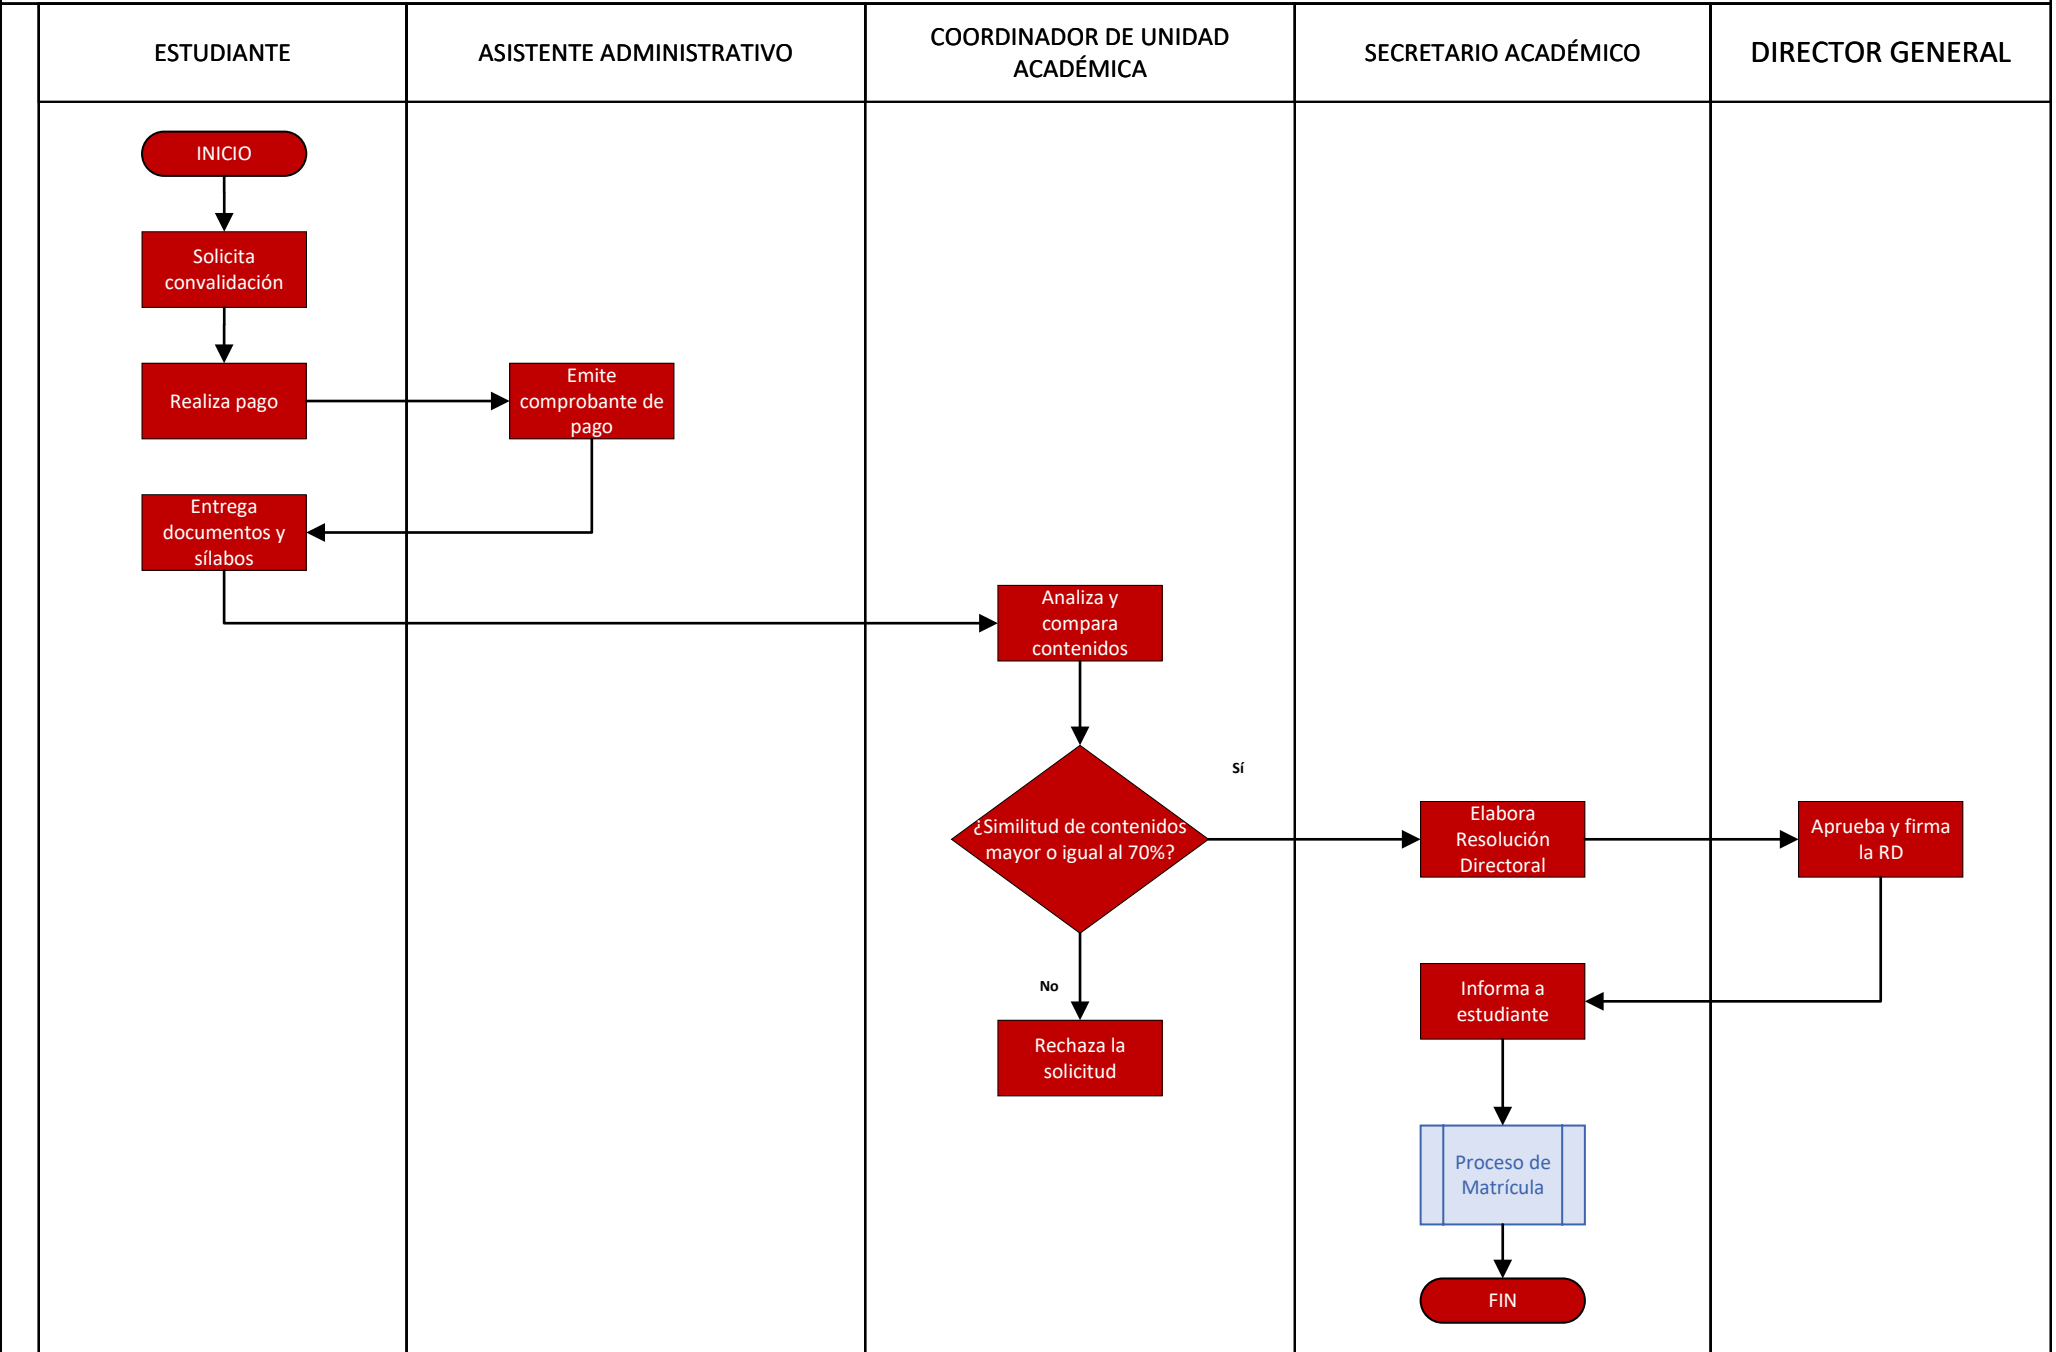 ESTUDIANTE
ASISTENTE ADMINISTRATIVO
COORDINADOR DE UNIDAD
ACADÉMICA
SECRETARIO ACADÉMICO
DIRECTOR GENERAL
INICIO
Solicita
convalidación
Realiza pago
Emite
comprobante de
pago
Entrega
documentos y
sílabos
Analiza y
compara
contenidos
¿Similitud de contenidos
mayor o igual al 70%?
Sí
Elabora
Resolución
Directoral
Aprueba y firma
la RD
No
Rechaza la
solicitud
Informa a
estudiante
Proceso de
Matrícula
FIN